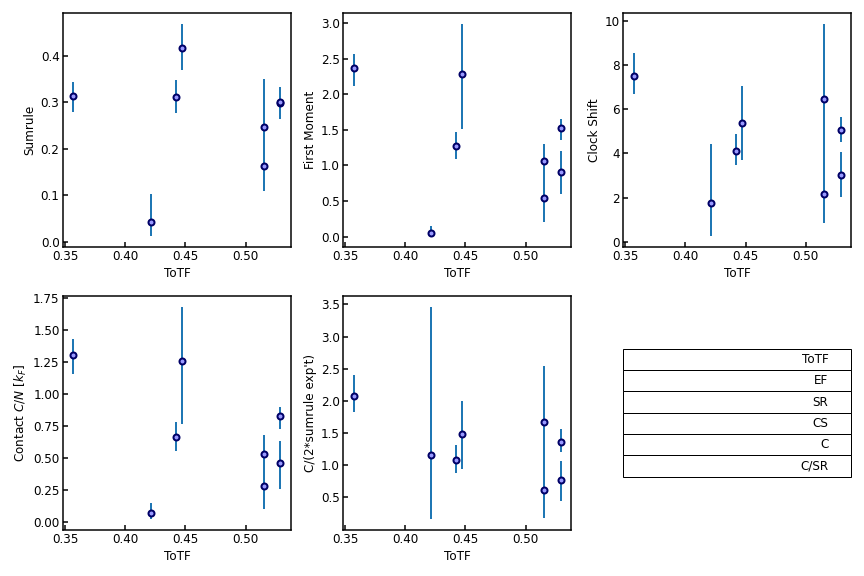 Sumrule
0.4
0.3
0.2
0.1
0.0
0.35 0.40 0.45 0.50
ToTF
First Moment
3.0
2.5
2.0
1.5
1.0
0.5
0.0
0.35 0.40 0.45 0.50
ToTF
Clock Shift
10
8
6
4
2
0
0.35 0.40 0.45 0.50
ToTF
Contact C/N [k_F]
1.75
1.50
1.25
1.00
0.75
0.50
0.25
0.00
0.35 0.40 0.45 0.50
ToTF
C/(2*sumrule exp't)
3.5
3.0
2.5
2.0
1.5
1.0
0.5
0.35 0.40 0.45 0.50
ToTF
ToTF
EF
SR
CS
C
C/SR